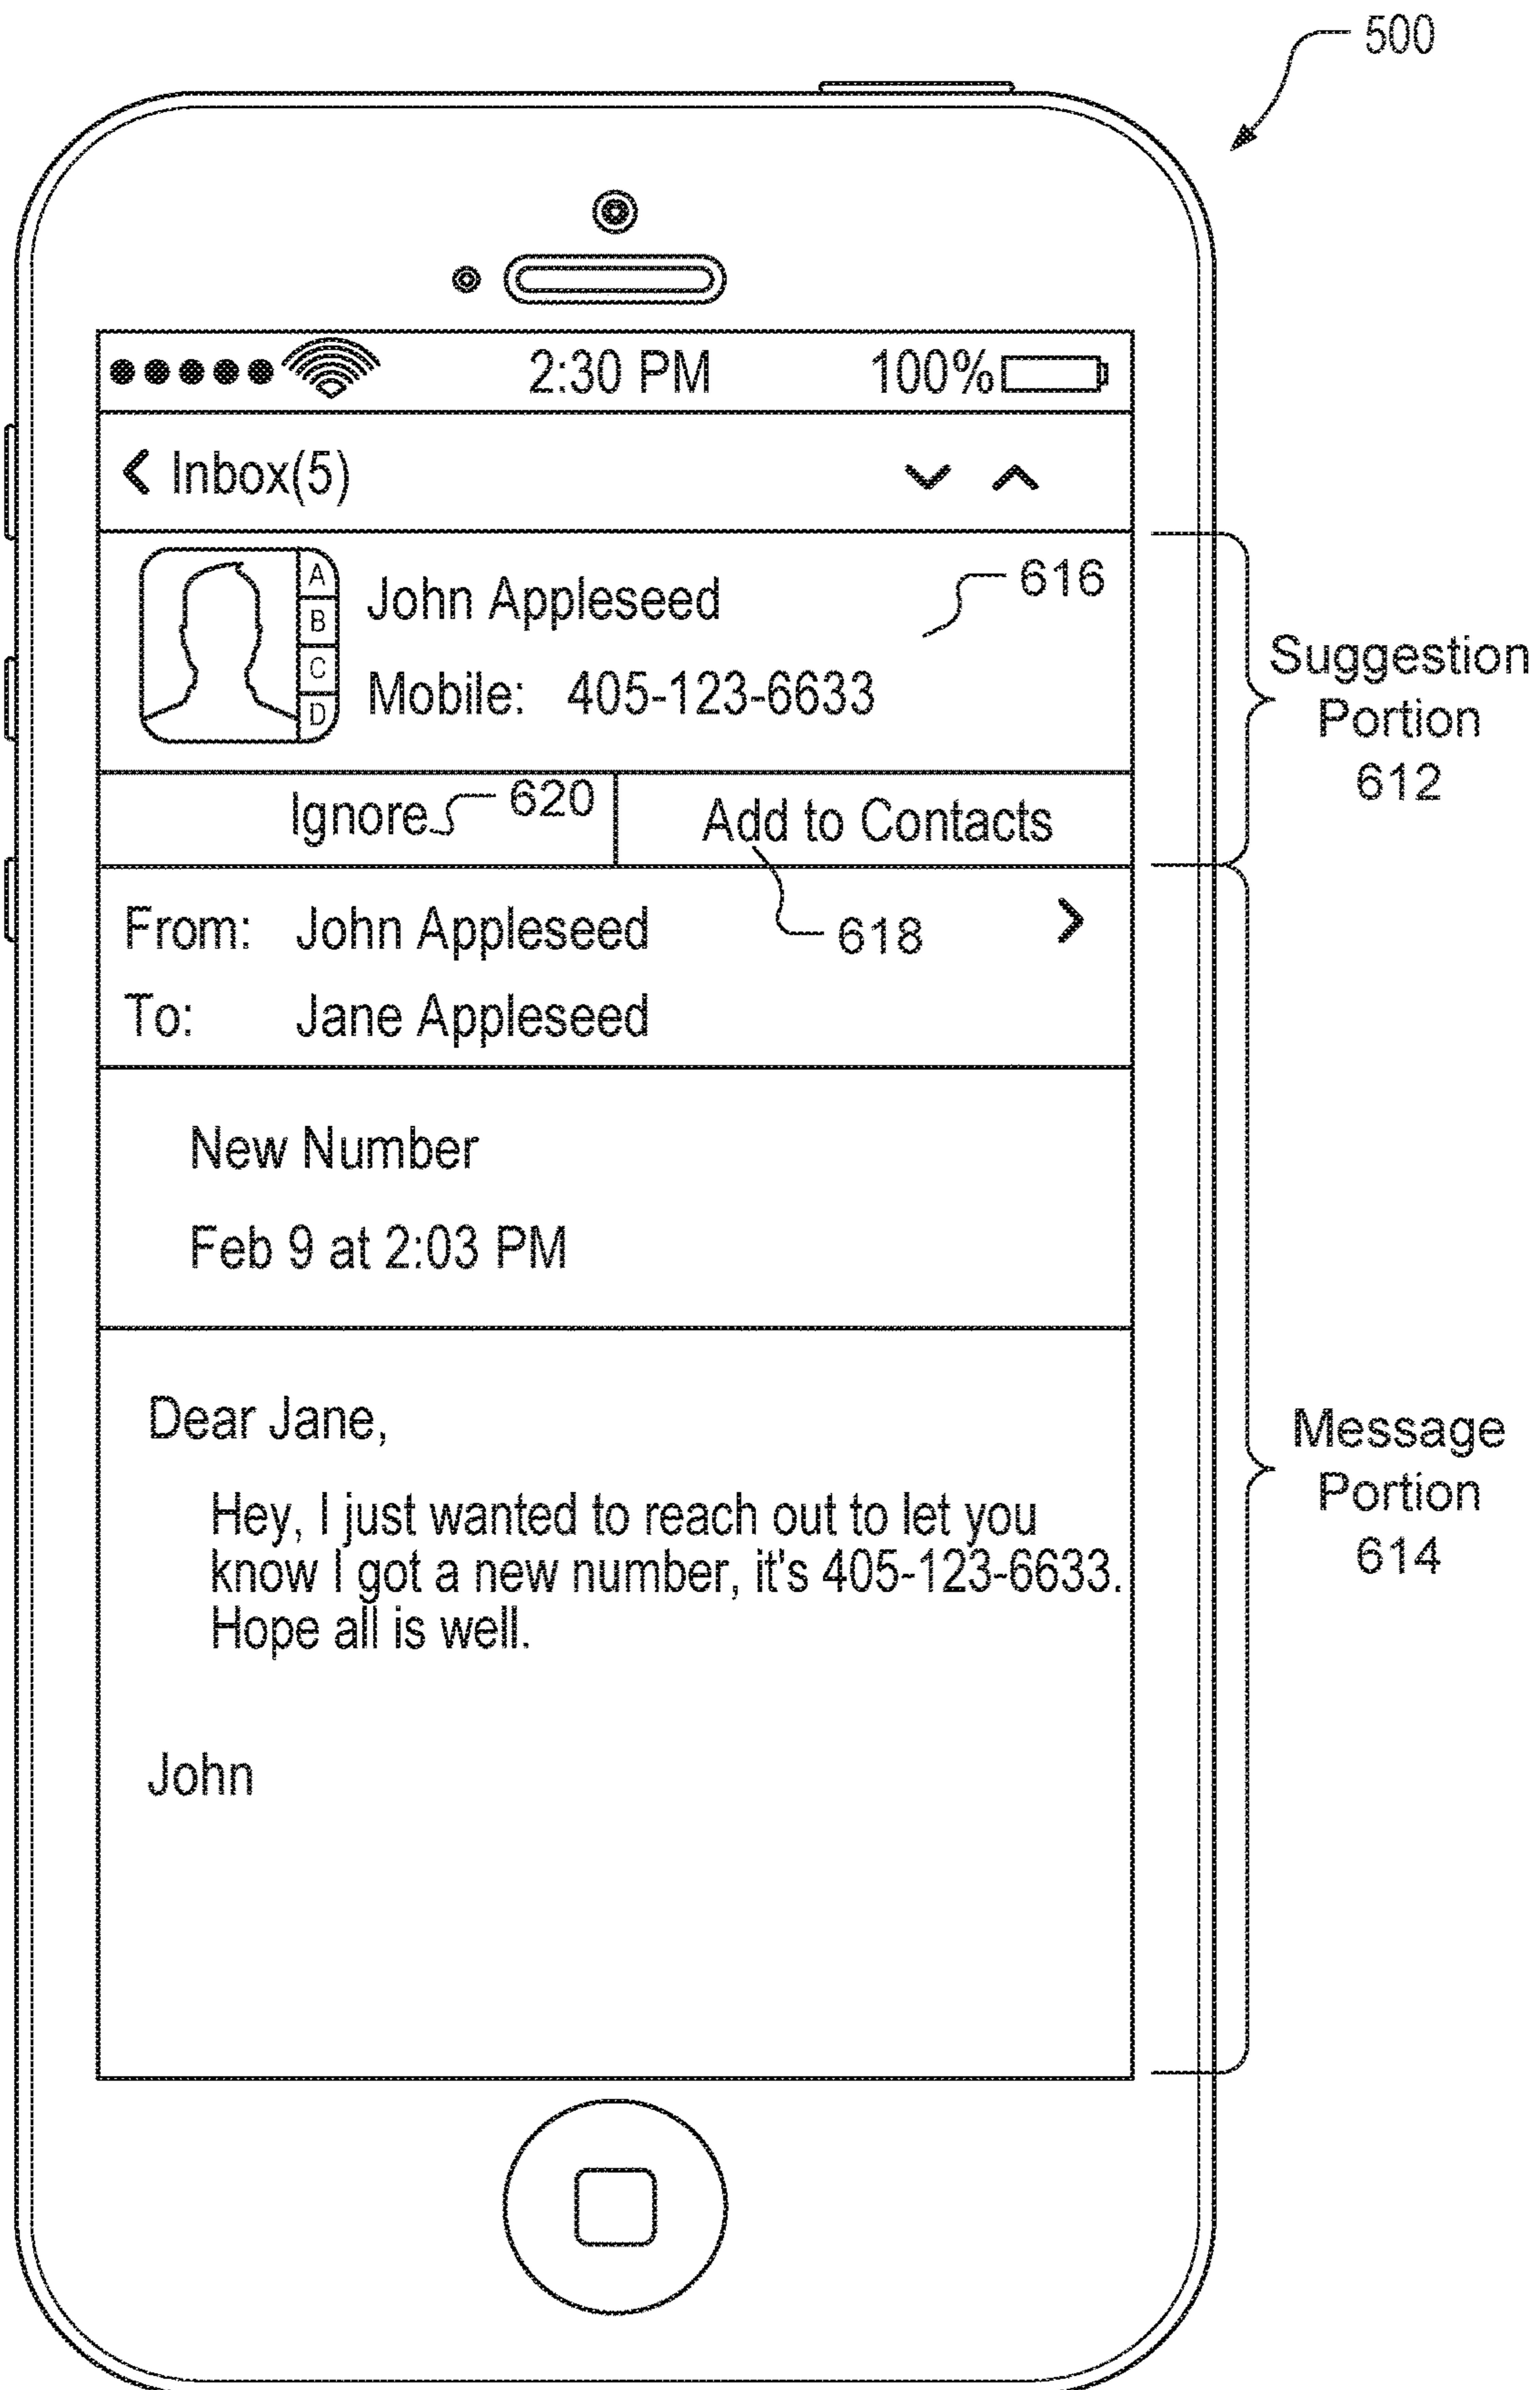 500
2:30 PM 100%
Inbox(5)
A
B
C
D
John Appleseed
616
Mobile: 405-123-6633
Suggestion
Portion
612
Ignore 620 Add to Contacts
From: John Appleseed 618
To: Jane Appleseed
New Number
Feb 9 at 2:03 PM
Dear Jane,
Hey, I just wanted to reach out to let you
know I got a new number, it's 405-123-6633.
Hope all is well.
John
Message
Portion
614